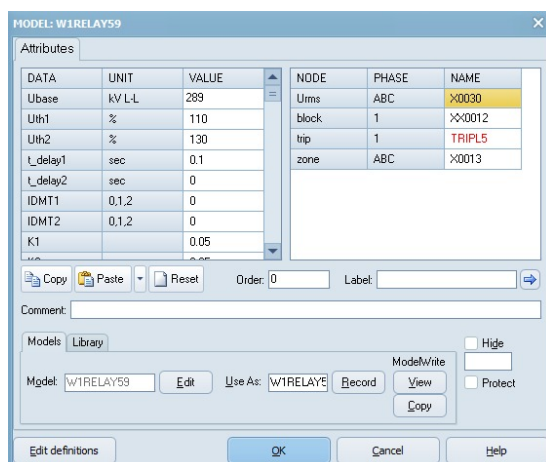 MODEL: W1RELAY59
Attributes
DATA UNIT VALUE
Ubase kV L-L 289
Uth1 % 110
Uth2 % 130
t_delay1 sec 0.1
t_delay2 sec 0
IDMT1 0,1,2 0
IDMT2 0,1,2 0
K1 0.05
NODE PHASE NAME
Urms ABC X0030
block 1 XX0012
trip 1 TRIPL5
zone ABC X0013
Copy Paste Reset Order: 0 Label:
Comment:
Models Library
Hide
ModelWrite
Model: W1RELAY59 Edit Use As: W1RELAY5 Record View Protect
Copy
Edit definitions OK Cancel Help